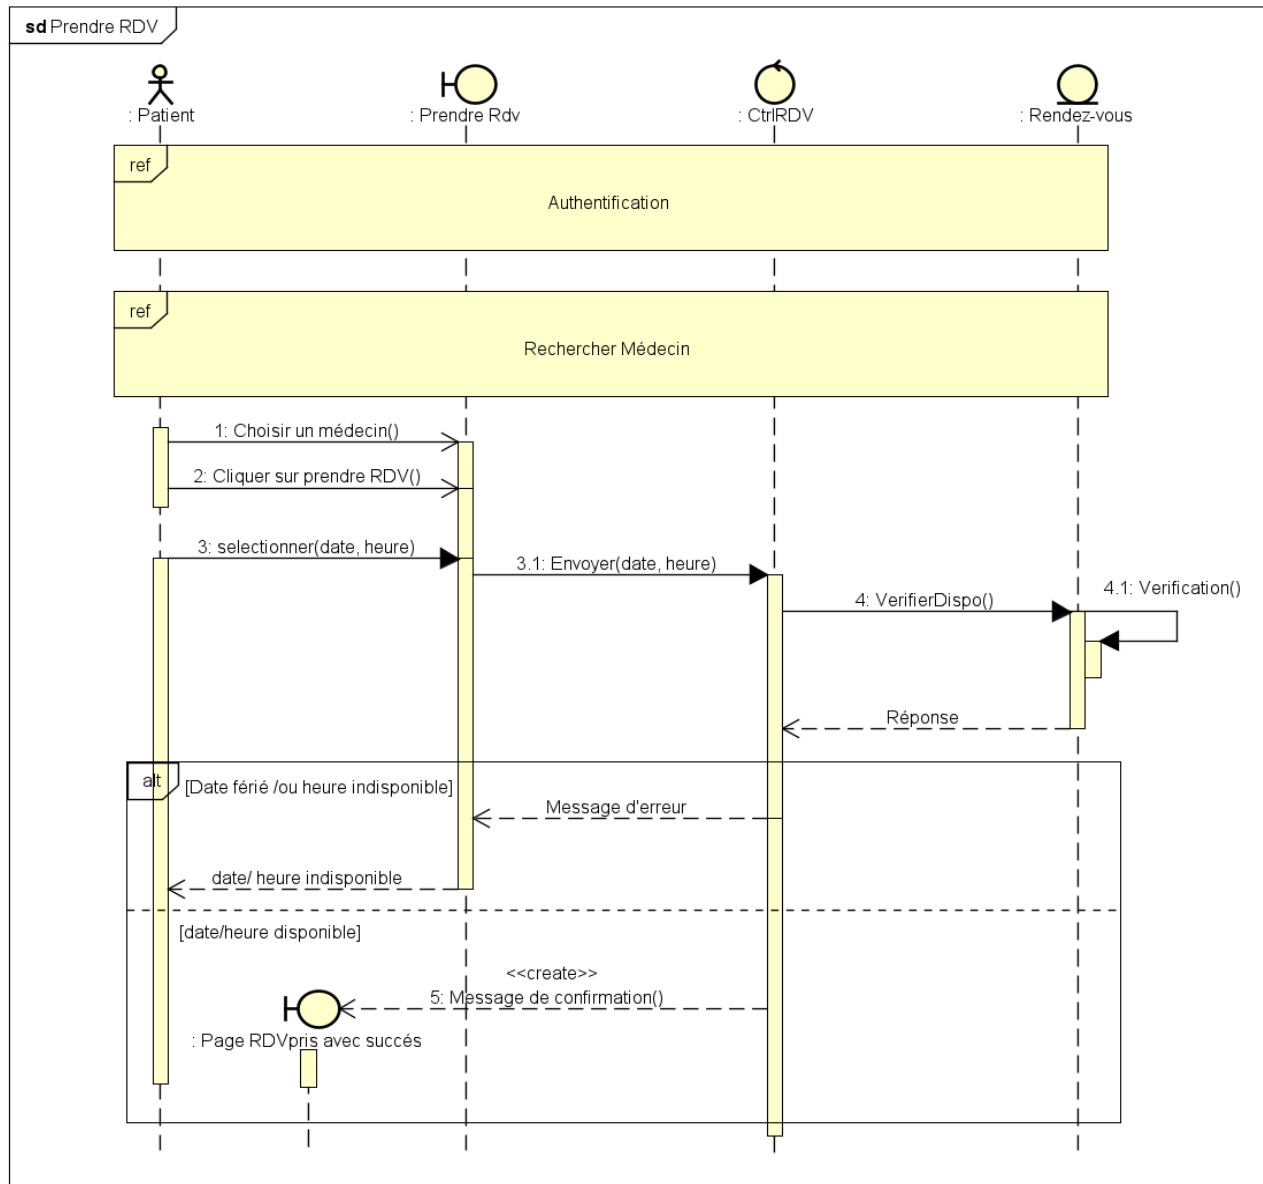 sd Prendre RDV
: Patient
: Prendre Rdv
: CtrlRDV
: Rendez-vous
ref
Authentification
ref
Rechercher Médecin
1: Choisir un médecin()
2: Cliquer sur prendre RDV()
3: selectionner(date, heure)
3.1: Envoyer(date, heure)
4: VerifierDispo()
4.1: Verification()
Réponse
alt
[Date férié /ou heure indisponible]
Message d'erreur
date/ heure indisponible
[date/heure disponible]
<<create>>
5: Message de confirmation()
: Page RDVpris avec succés